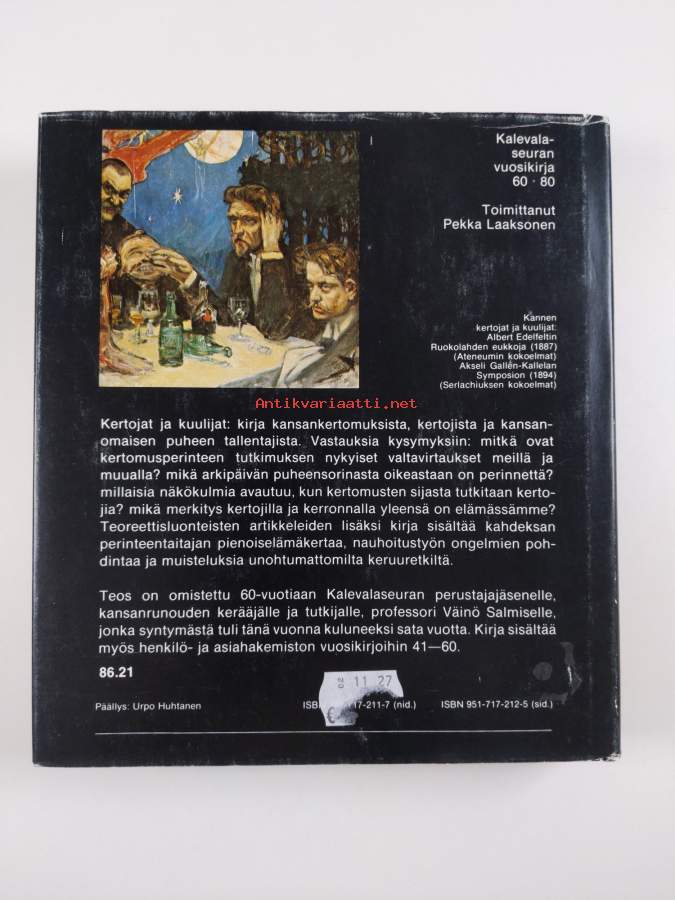 Kalevala-
seuran
vuosikirja
60 · 80
Toimittanut
Pekka Laaksonen
Kannen
kertojat ja kuulijat:
Albert Edelfeltin
Ruokolahden eukkoja (1887)
(Ateneumin kokoelmat)
Akseli Gallén-Kallelan
Symposion (1894)
(Serlachiuksen kokoelmat)
Antikvariaatti.net
Kertojat ja kuulijat: kirja kansankertomuksista, kertojista ja kansan-
omaisen puheen tallentajista. Vastauksia kysymyksiin: mitkä ovat
kertomusperinteen tutkimuksen nykyiset valtavirtaukset meillä ja
muualla? mikä arkipäivän puheensorinasta oikeastaan on perinnettä?
millaisia näkökulmia avautuu, kun kertomusten sijasta tutkitaan kerto-
jia? mikä merkitys kertojilla ja kerronnalla yleensä on elämässämme?
Teoreettisluonteisten artikkeleiden lisäksi kirja sisältää kahdeksan
perinteentaitajan pienoiselämäkertaa, nauhoitustyön ongelmien poh-
dintaa ja muisteluksia unohtumattomilta keruuretkiltä.
Teos on omistettu 60-vuotiaan Kalevalaseuran perustajajäsenelle,
kansanrunouden kerääjälle ja tutkijalle, professori Väinö Salmiselle,
jonka syntymästä tuli tänä vuonna kuluneeksi sata vuotta. Kirja sisältää
myös henkilö- ja asiahakemiston vuosikirjoihin 41—60.
86.21
02 11 27
€
Päällys: Urpo Huhtanen
17-211-7 (nid.)
ISBN 951-717-212-5 (sid.)